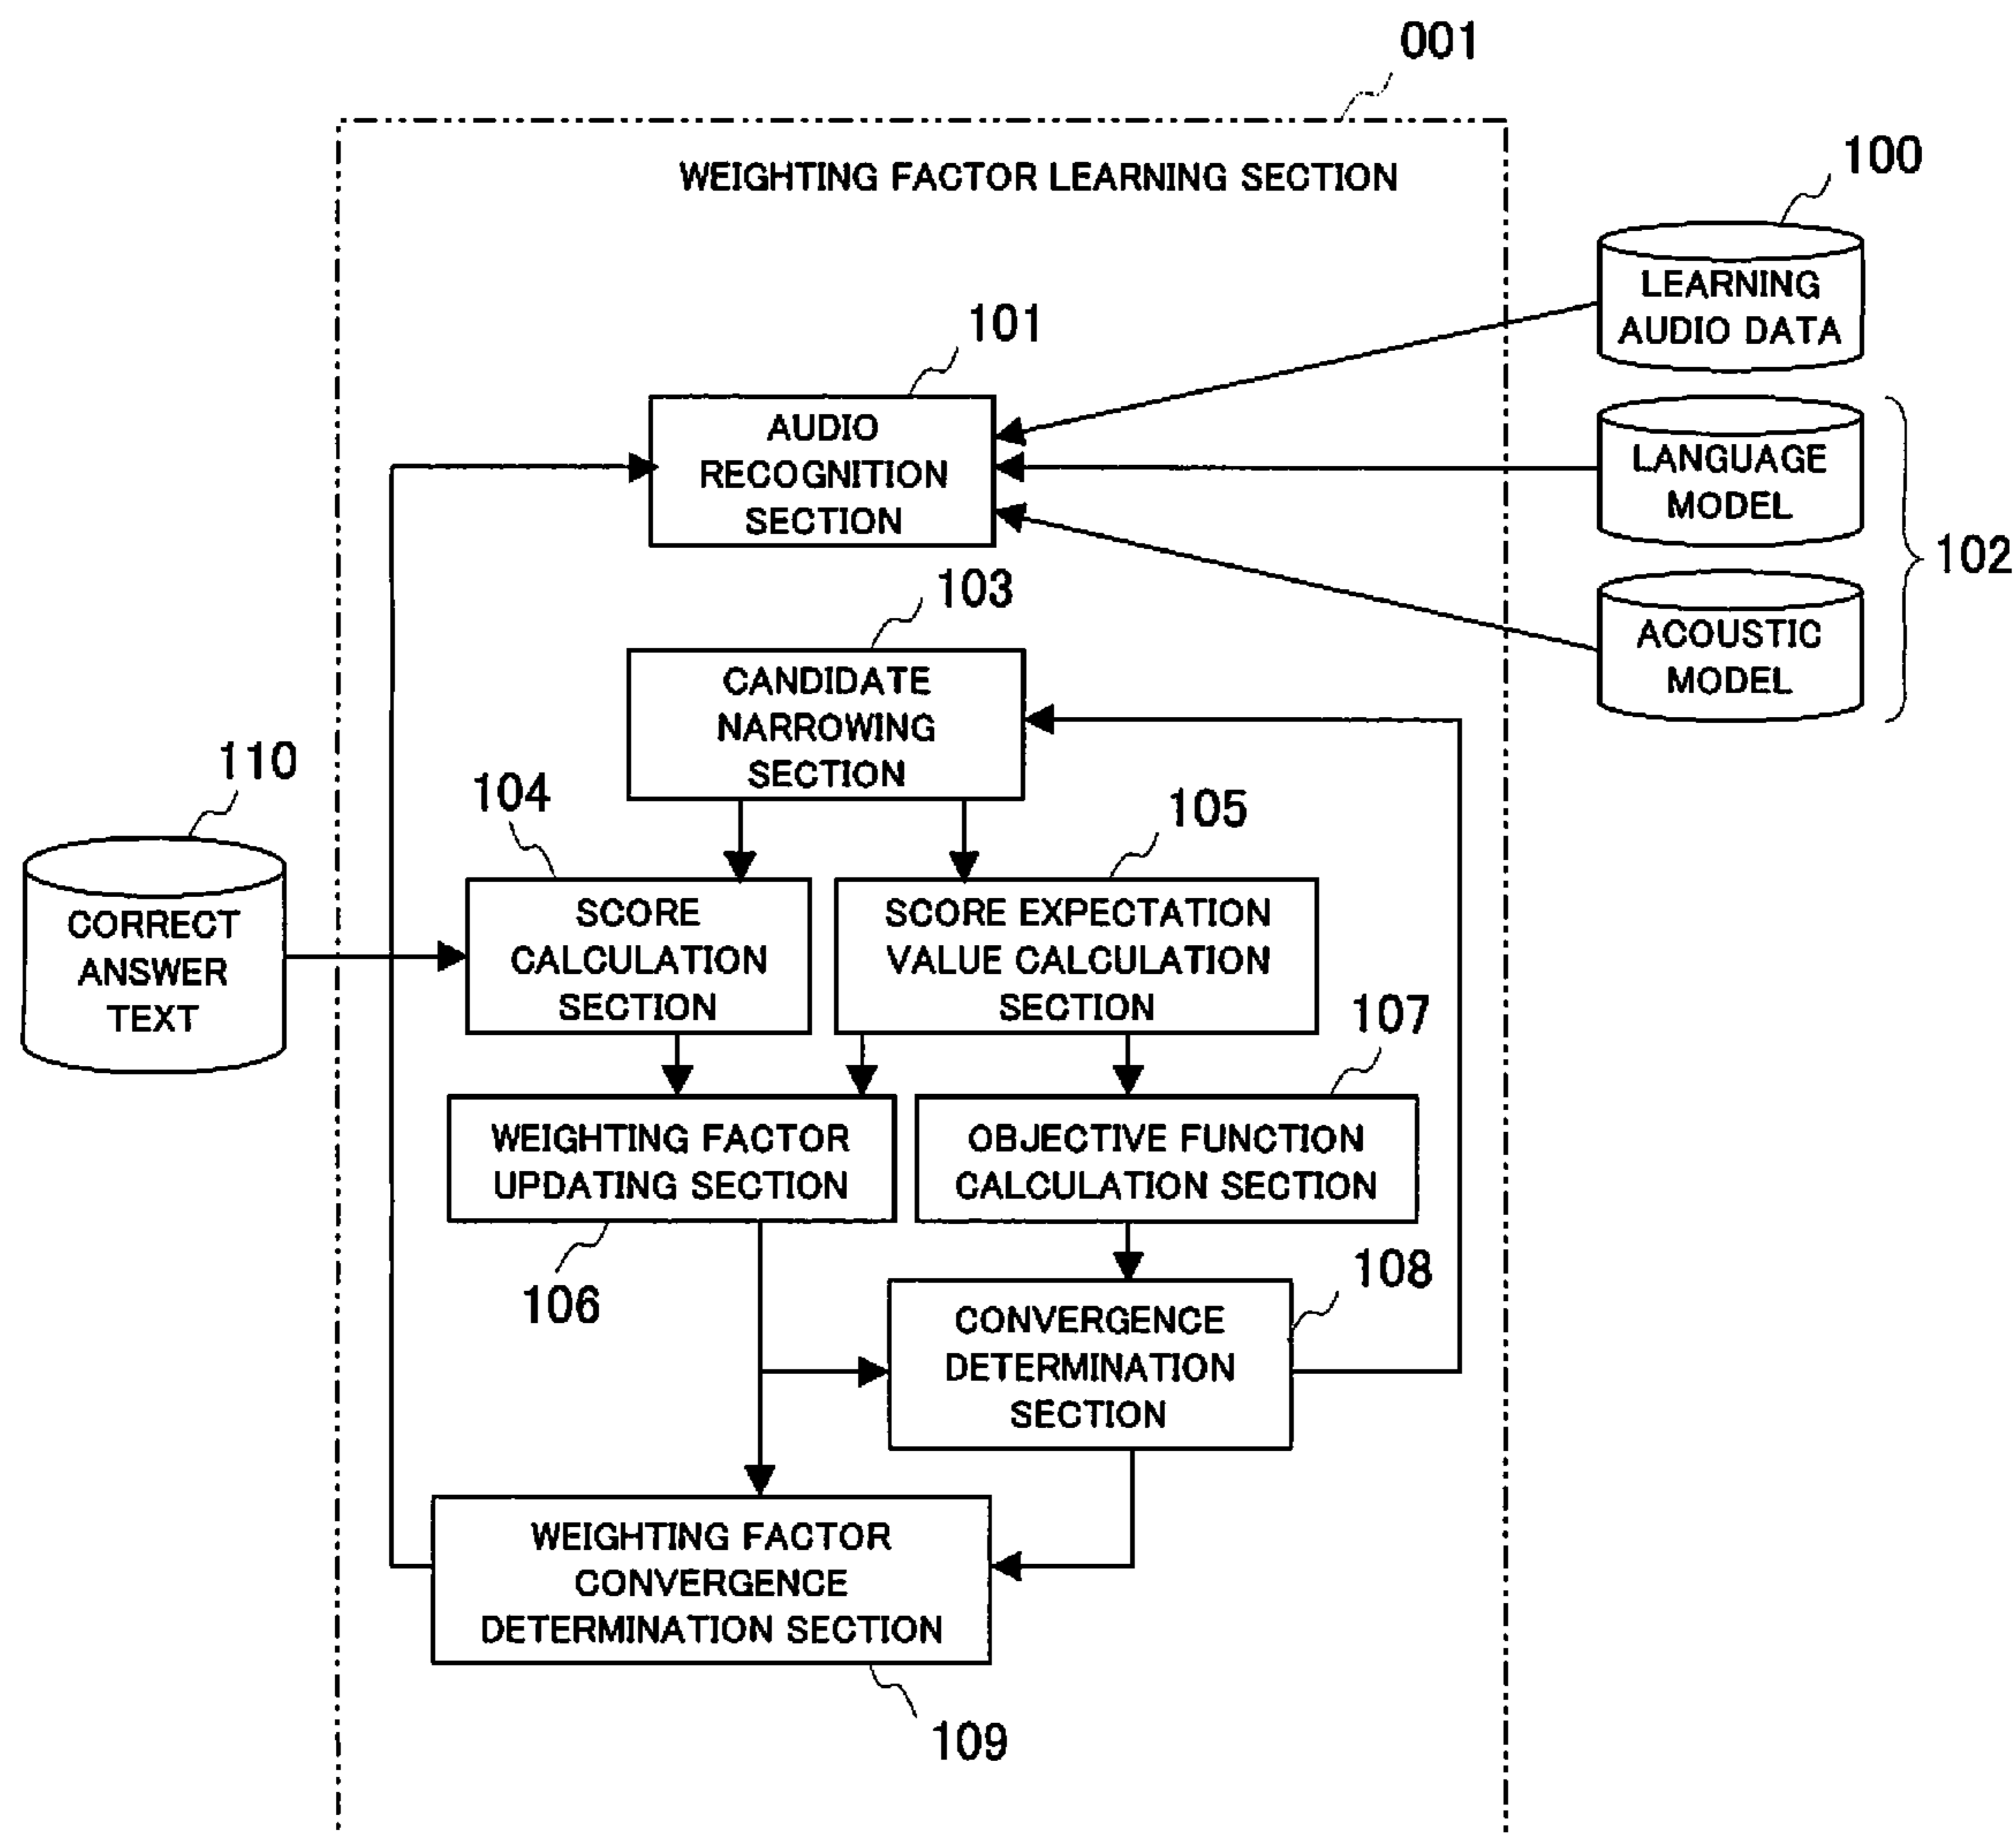 001
WEIGHTING FACTOR LEARNING SECTION
100
LEARNING
AUDIO DATA
101
AUDIO
RECOGNITION
SECTION
LANGUAGE
MODEL
102
ACOUSTIC
MODEL
103
CANDIDATE
NARROWING
SECTION
110
CORRECT
ANSWER
TEXT
104
SCORE
CALCULATION
SECTION
105
SCORE EXPECTATION
VALUE CALCULATION
SECTION
107
WEIGHTING FACTOR
UPDATING SECTION
106
OBJECTIVE FUNCTION
CALCULATION SECTION
108
CONVERGENCE
DETERMINATION
SECTION
WEIGHTING FACTOR
CONVERGENCE
DETERMINATION SECTION
109